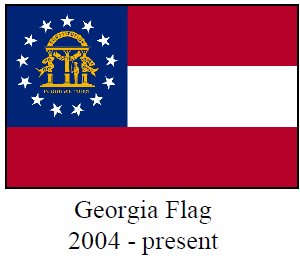 Georgia Flag
2004 - present